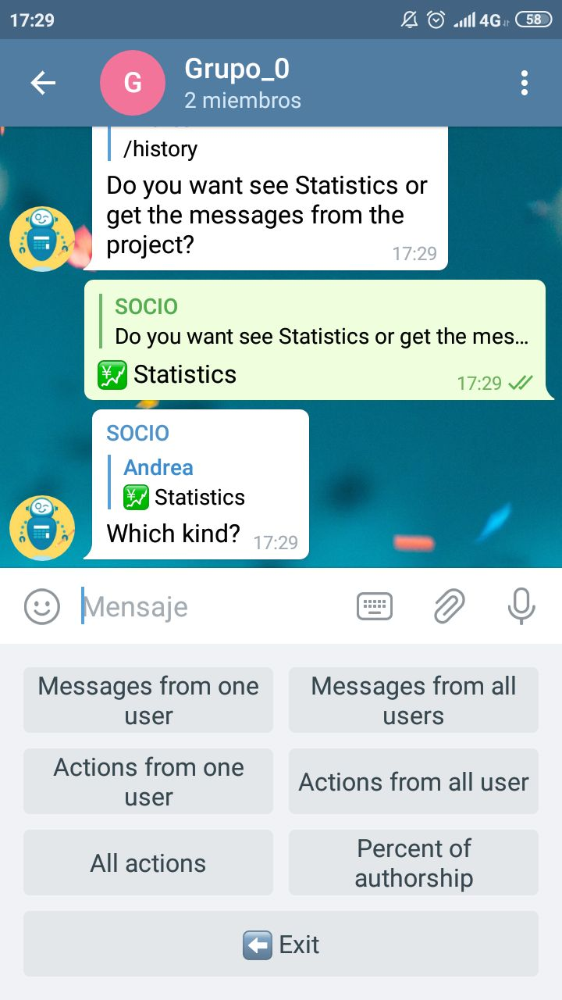 17:29
4G
58
G
Grupo_0
2 miembros
/history
Do you want see Statistics or
get the messages from the
project?
17:29
SOCIO
Do you want see Statistics or get the mes...
Statistics
17:29
SOCIO
Andrea
Statistics
Which kind?
17:29
Mensaje
Messages from one
user
Messages from all
users
Actions from one
user
Actions from all user
All actions
Percent of
authorship
Exit